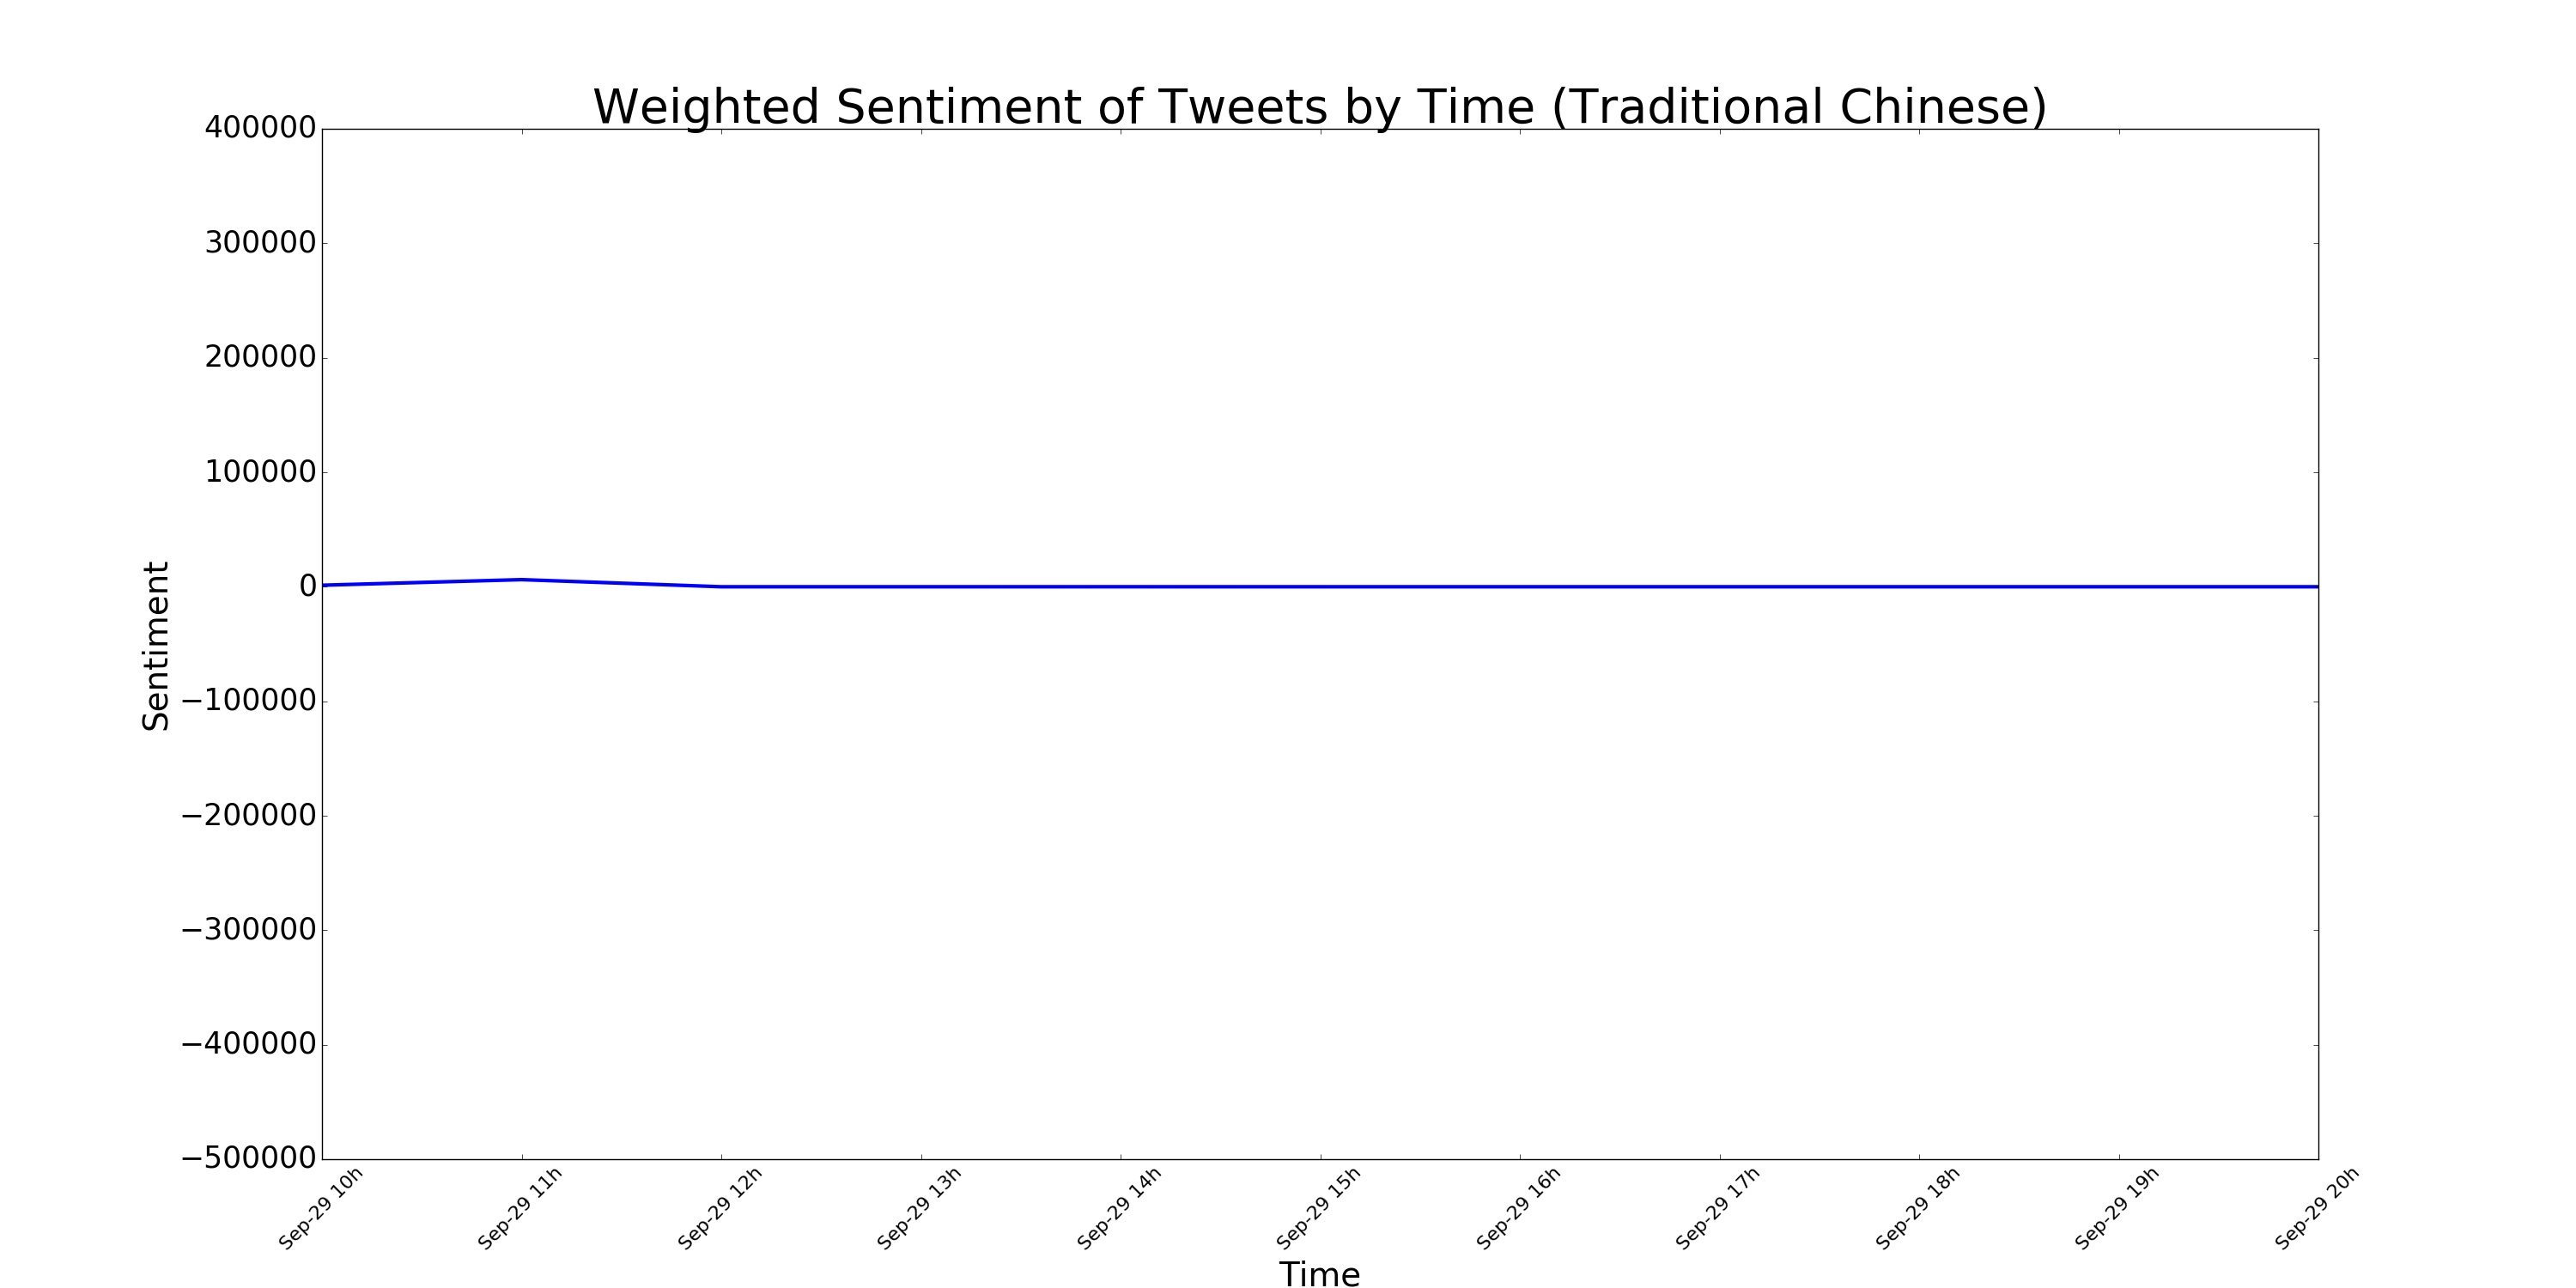 Weighted Sentiment of Tweets by Time (Traditional Chinese)
400000
300000
200000
100000
0
−100000
−200000
−300000
−400000
−500000
Sentiment
Sep-29 10h
Sep-29 11h
Sep-29 12h
Sep-29 13h
Sep-29 14h
Sep-29 15h
Sep-29 16h
Sep-29 17h
Sep-29 18h
Sep-29 19h
Sep-29 20h
Time